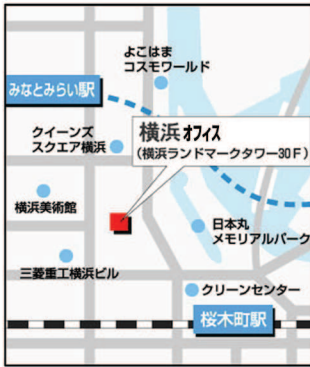 よこはま
コスモワールド
みなとみらい駅
横浜オフィス
(横浜ランドマークタワー30F)
クイーンズ
スクエア横浜
横浜美術館
日本丸
メモリアルパーク
三菱重工横浜ビル
クリーンセンター
桜木町駅